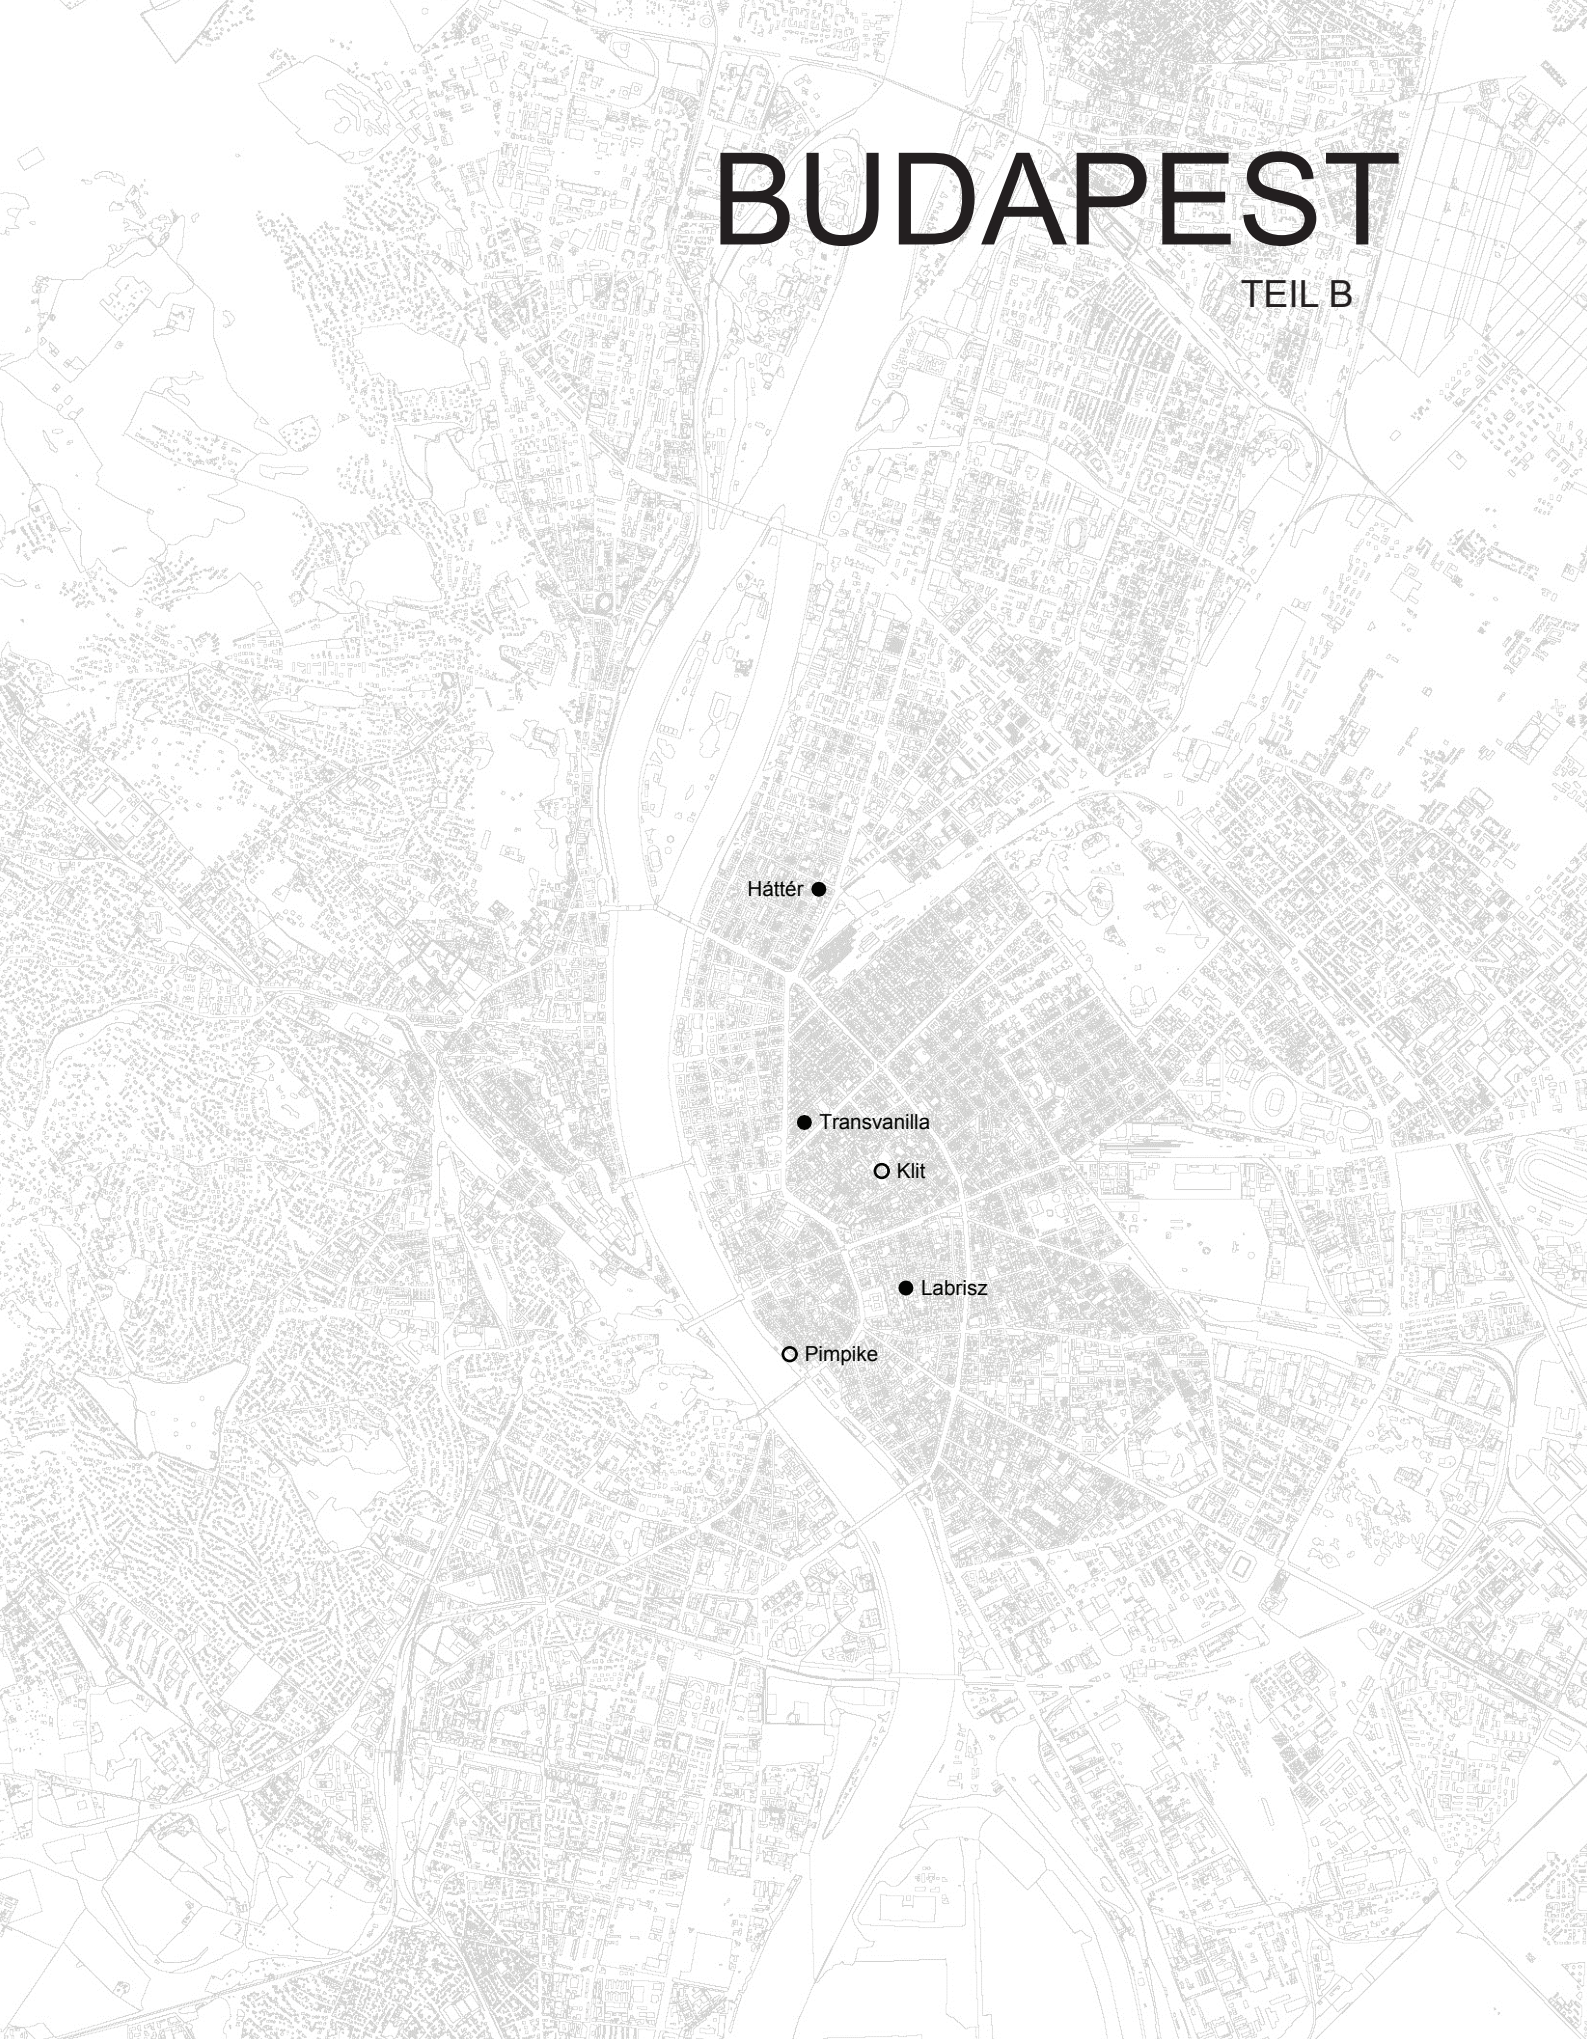 BUDAPEST
TEIL B
Háttér
Transvanilla
Klit
Labrisz
Pimpike